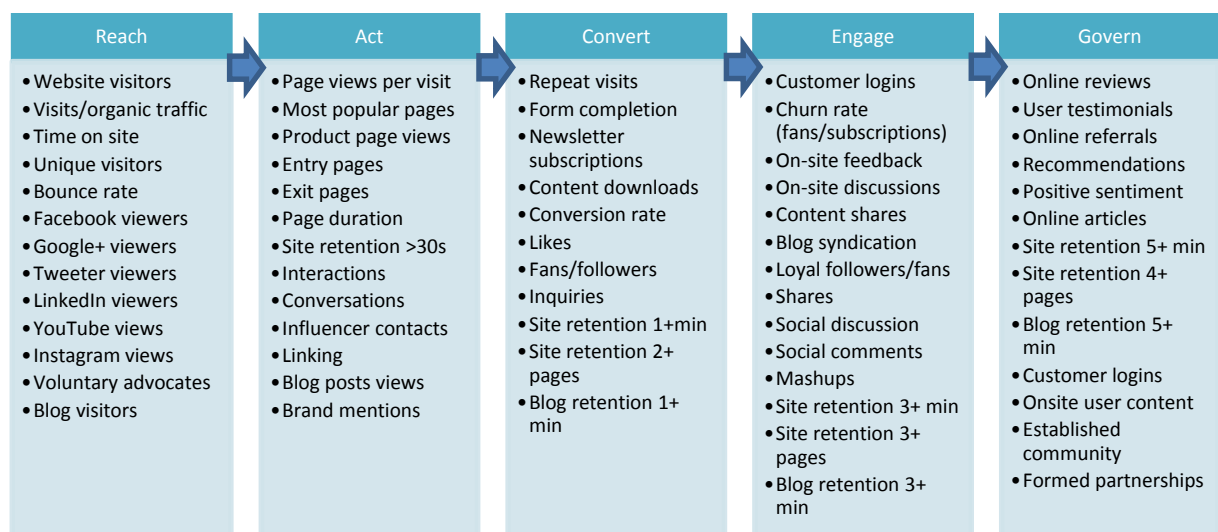 Reach
• Website visitors
• Visits/organic traffic
• Time on site
• Unique visitors
• Bounce rate
• Facebook viewers
• Google+ viewers
• Tweeter viewers
• LinkedIn viewers
• YouTube views
• Instagram views
• Voluntary advocates
• Blog visitors
Act
• Page views per visit
• Most popular pages
• Product page views
• Entry pages
• Exit pages
• Page duration
• Site retention >30s
• Interactions
• Conversations
• Influencer contacts
• Linking
• Blog posts views
• Brand mentions
Convert
• Repeat visits
• Form completion
• Newsletter
subscriptions
• Content downloads
• Conversion rate
• Likes
• Fans/followers
• Inquiries
• Site retention 1+min
• Site retention 2+
pages
• Blog retention 1+
min
Engage
• Customer logins
• Churn rate
(fans/subscriptions)
• On-site feedback
• On-site discussions
• Content shares
• Blog syndication
• Loyal followers/fans
• Shares
• Social discussion
• Social comments
• Mashups
• Site retention 3+ min
• Site retention 3+
pages
• Blog retention 3+
min
Govern
• Online reviews
• User testimonials
• Online referrals
• Recommendations
• Positive sentiment
• Online articles
• Site retention 5+ min
• Site retention 4+
pages
• Blog retention 5+
min
• Customer logins
• Onsite user content
• Established
community
• Formed partnerships